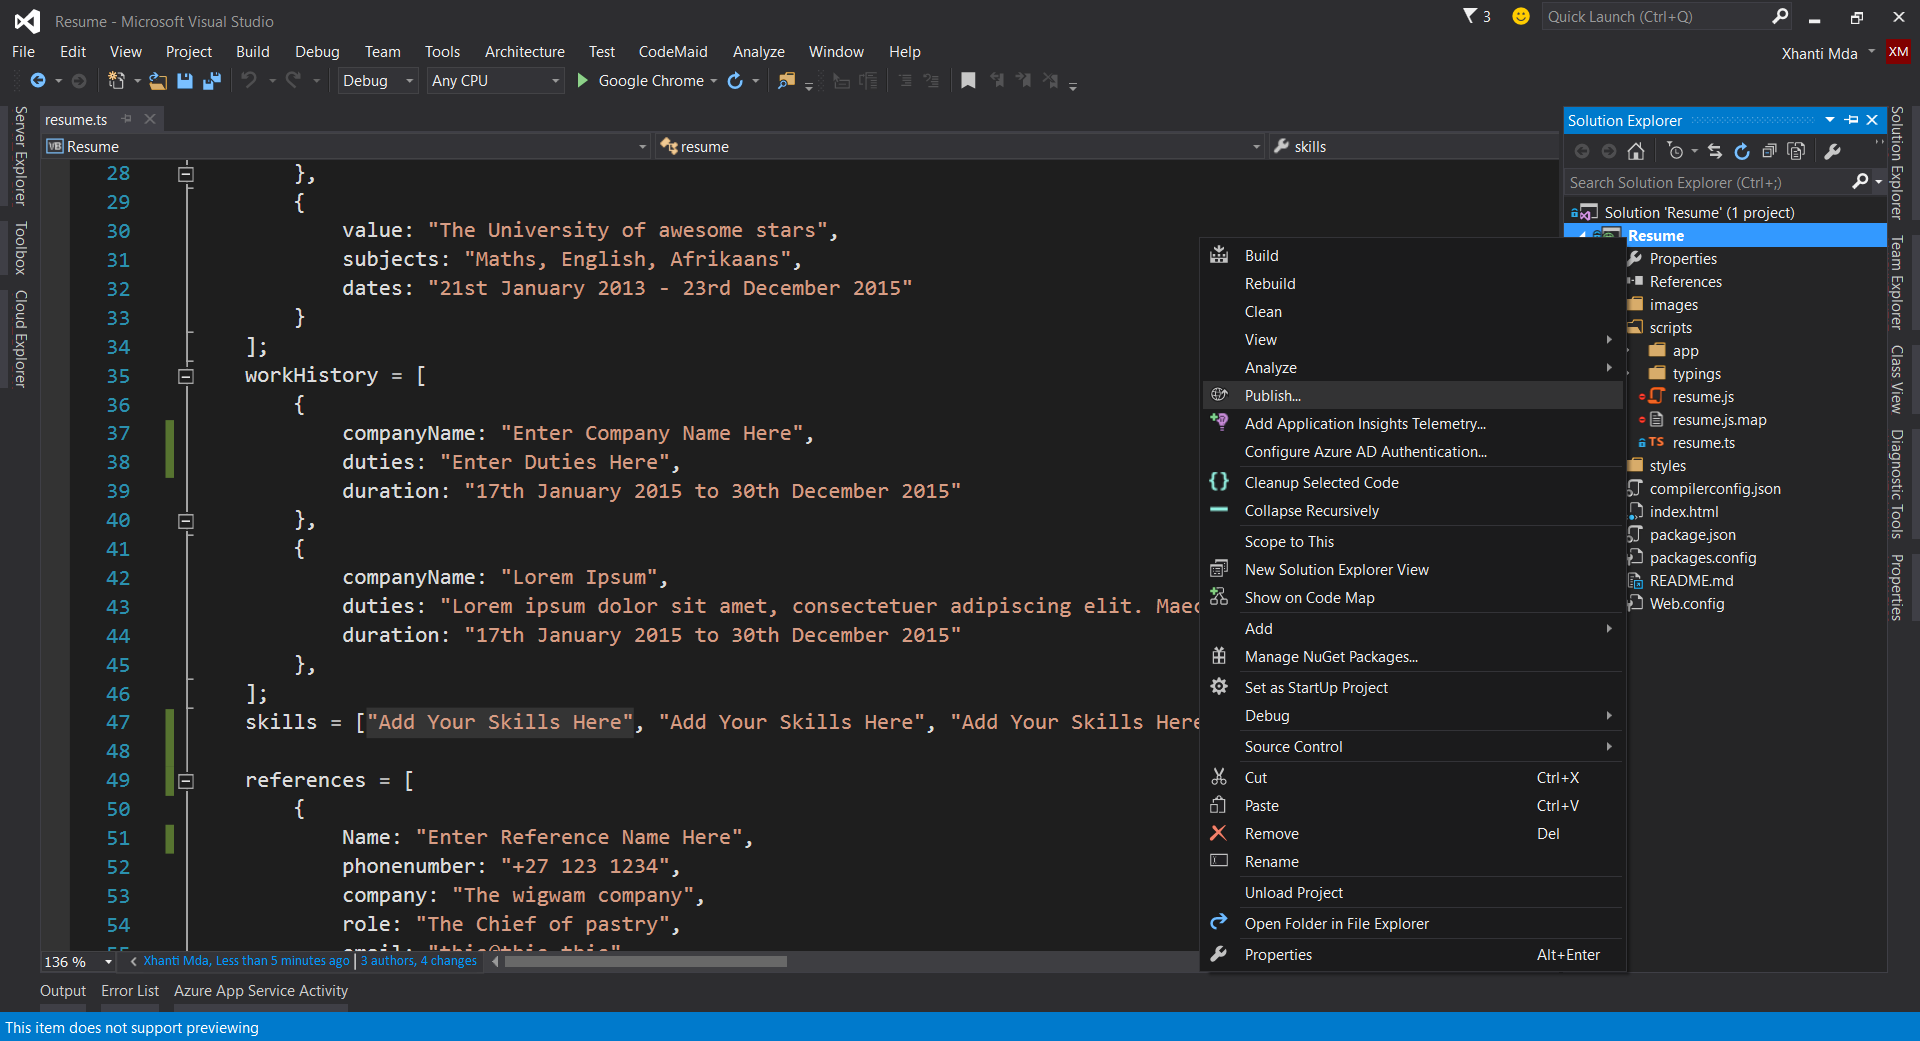 Resume - Microsoft Visual Studio
3
Quick Launch (Ctrl+Q)
File Edit View Project Build Debug Team Tools Architecture Test CodeMaid Analyze Window Help
Xhanti Mda XM
Debug Any CPU Google Chrome
Server Explorer
Toolbox
Cloud Explorer
resume.ts
VB Resume resume skills
28 },
29 {
30 value: "The University of awesome stars",
31 subjects: "Maths, English, Afrikaans",
32 dates: "21st January 2013 - 23rd December 2015"
33 }
34 ];
35 workHistory = [
36 {
37 companyName: "Enter Company Name Here",
38 duties: "Enter Duties Here",
39 duration: "17th January 2015 to 30th December 2015"
40 },
41 {
42 companyName: "Lorem Ipsum",
43 duties: "Lorem ipsum dolor sit amet, consectetuer adipiscing elit. Maec
44 duration: "17th January 2015 to 30th December 2015"
45 },
46 ];
47 skills = ["Add Your Skills Here", "Add Your Skills Here", "Add Your Skills Here
48
49 references = [
50 {
51 Name: "Enter Reference Name Here",
52 phonenumber: "+27 123 1234",
53 company: "The wigwam company",
54 role: "The Chief of pastry",
136 % Xhanti Mda, Less than 5 minutes ago | 3 authors, 4 changes
Build
Rebuild
Clean
View
Analyze
Publish...
Add Application Insights Telemetry...
Configure Azure AD Authentication...
Cleanup Selected Code
Collapse Recursively
Scope to This
New Solution Explorer View
Show on Code Map
Add
Manage NuGet Packages...
Set as StartUp Project
Debug
Source Control
Cut Ctrl+X
Paste Ctrl+V
Remove Del
Rename
Unload Project
Open Folder in File Explorer
Properties Alt+Enter
Solution Explorer
Search Solution Explorer (Ctrl+;)
Solution 'Resume' (1 project)
Resume
Properties
References
images
scripts
app
typings
resume.js
resume.js.map
TS resume.ts
styles
compilerconfig.json
index.html
package.json
packages.config
README.md
Web.config
Solution Explorer
Team Explorer
Class View
Diagnostic Tools
Properties
Output Error List Azure App Service Activity
This item does not support previewing